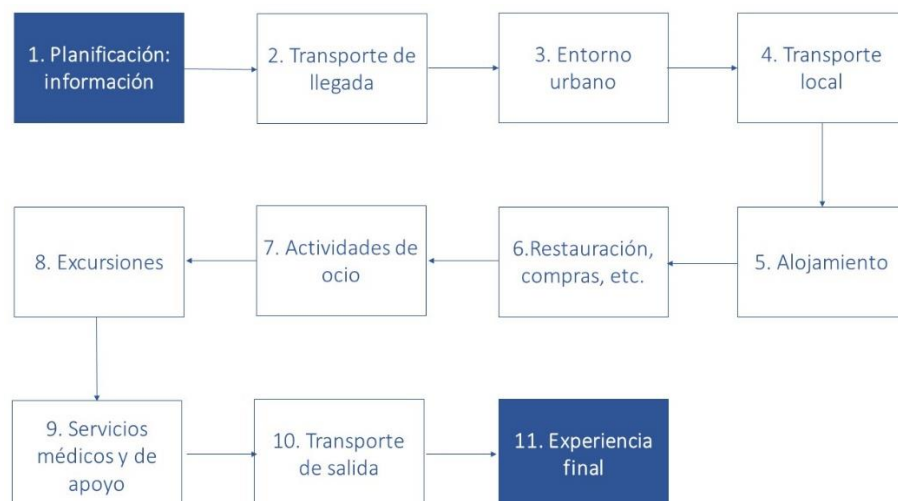 1. Planificación:
información
2. Transporte de
llegada
3. Entorno
urbano
4. Transporte
local
5. Alojamiento
6.Restauración,
compras, etc.
7. Actividades de
ocio
8. Excursiones
9. Servicios
médicos y de
apoyo
10. Transporte
de salida
11. Experiencia
final